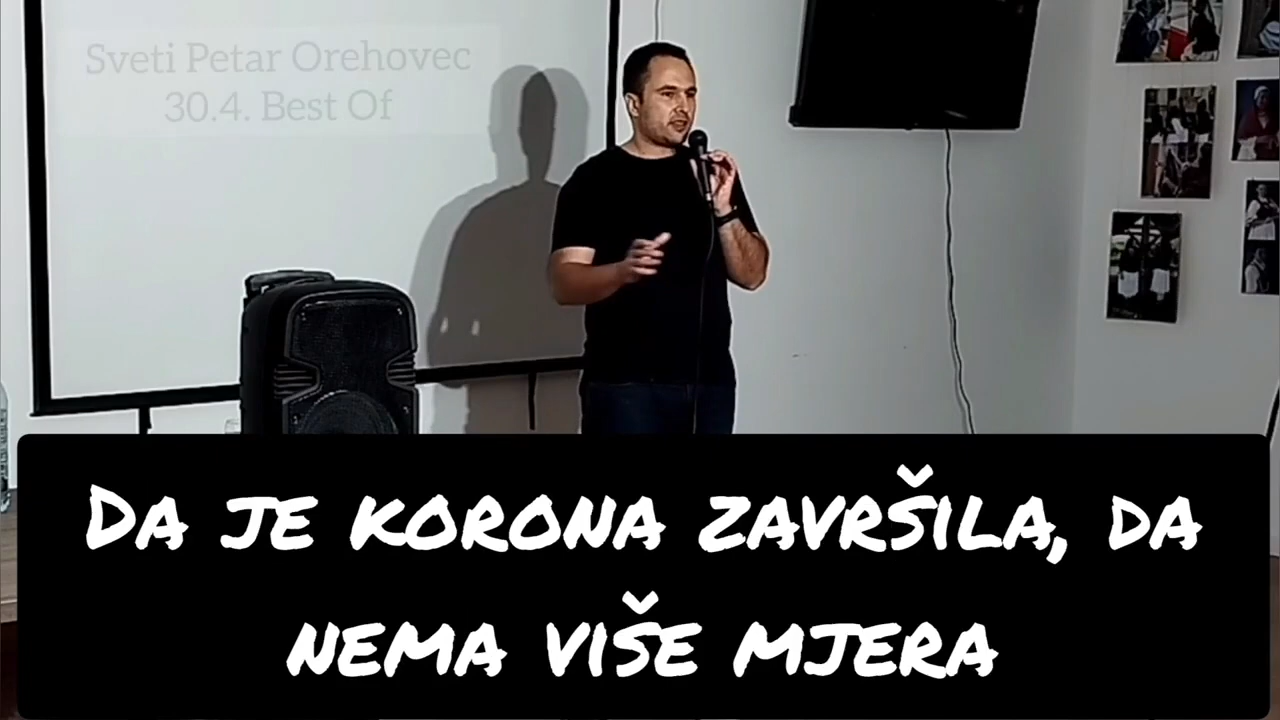 Sveti Petar Orehovec
30.4. Best Of
DA JE KORONA ZAVRŠILA, DA
NEMA VIŠE MJERA